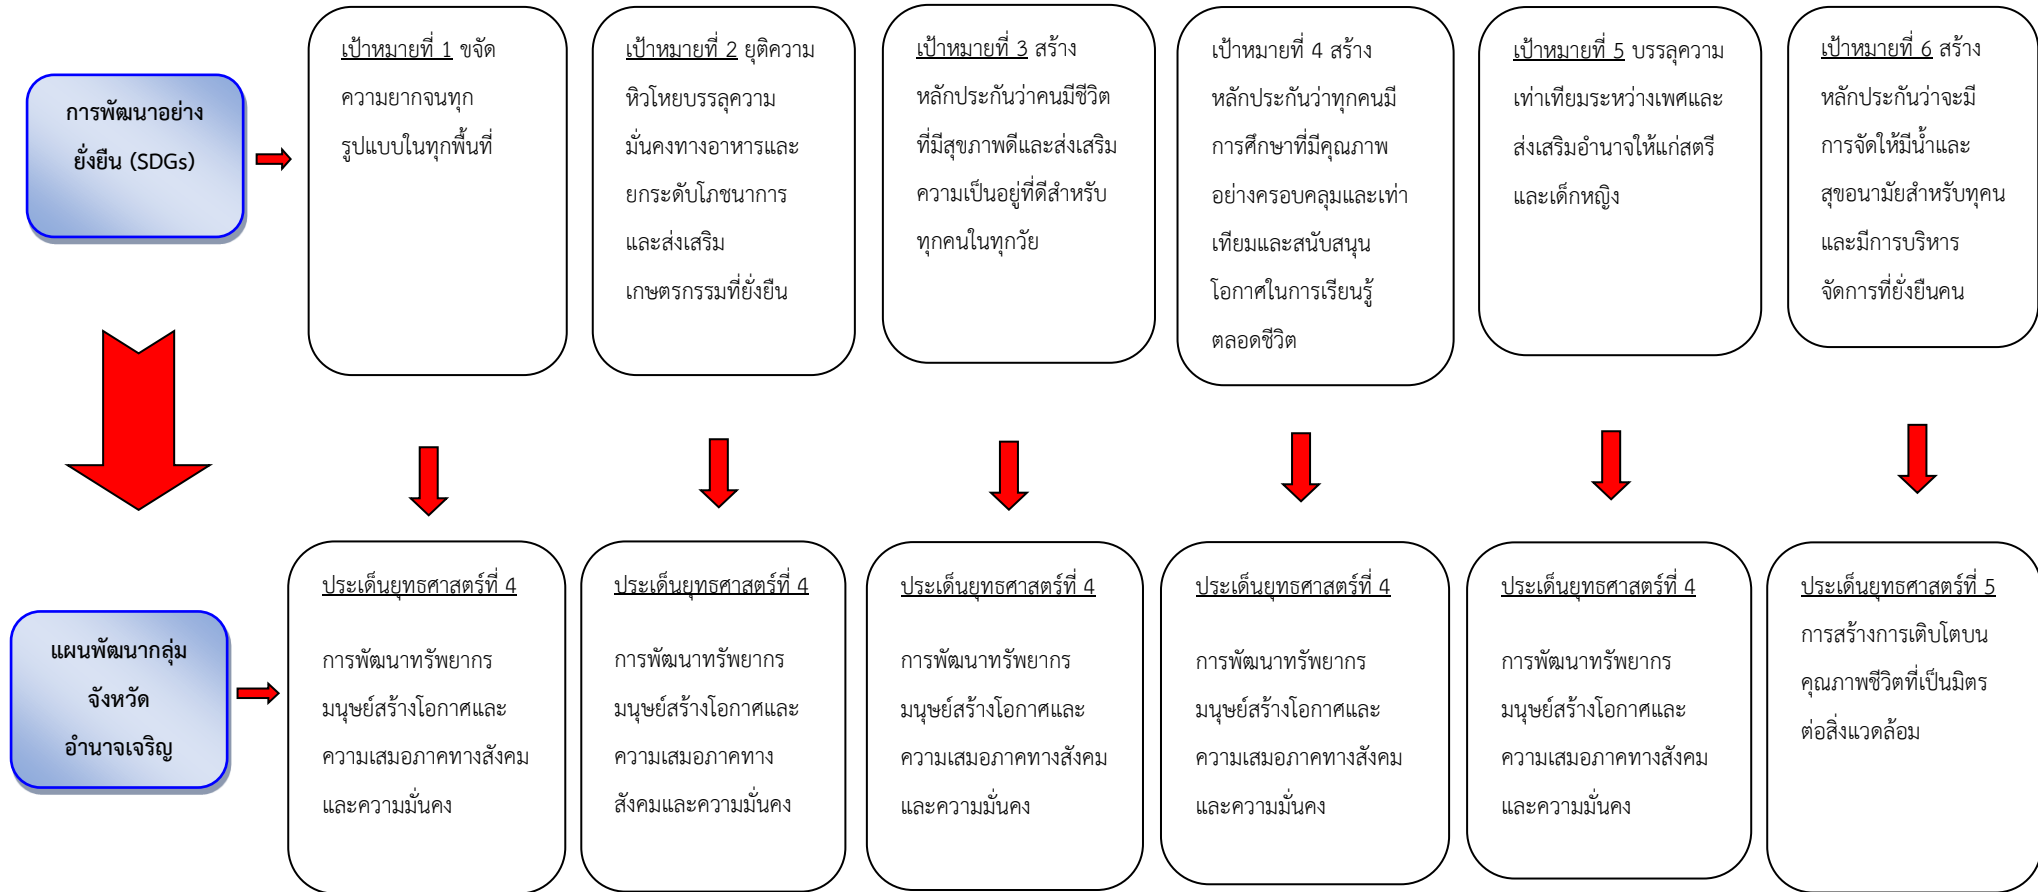 การพัฒนาอย่าง
ยั่งยืน (SDGs)
เป้าหมายที่ 1 ขจัด
ความยากจนทุก
รูปแบบในทุกพื้นที่
เป้าหมายที่ 2 ยุติความ
หิวโหยบรรลุความ
มั่นคงทางอาหารและ
ยกระดับโภชนาการ
และส่งเสริม
เกษตรกรรมที่ยั่งยืน
เป้าหมายที่ 3 สร้าง
หลักประกันว่าคนมีชีวิต
ที่มีสุขภาพดีและส่งเสริม
ความเป็นอยู่ที่ดีสำหรับ
ทุกคนในทุกวัย
เป้าหมายที่ 4 สร้าง
หลักประกันว่าทุกคนมี
การศึกษาที่มีคุณภาพ
อย่างครอบคลุมและเท่า
เทียมและสนับสนุน
โอกาสในการเรียนรู้
ตลอดชีวิต
เป้าหมายที่ 5 บรรลุความ
เท่าเทียมระหว่างเพศและ
ส่งเสริมอำนาจให้แก่สตรี
และเด็กหญิง
เป้าหมายที่ 6 สร้าง
หลักประกันว่าจะมี
การจัดให้มีน้ำและ
สุขอนามัยสำหรับทุคน
และมีการบริหาร
จัดการที่ยั่งยืนคน
แผนพัฒนากลุ่ม
จังหวัด
อำนาจเจริญ
ประเด็นยุทธศาสตร์ที่ 4
การพัฒนาทรัพยากร
มนุษย์สร้างโอกาศและ
ความเสมอภาคทางสังคม
และความมั่นคง
ประเด็นยุทธศาสตร์ที่ 4
การพัฒนาทรัพยากร
มนุษย์สร้างโอกาศและ
ความเสมอภาคทาง
สังคมและความมั่นคง
ประเด็นยุทธศาสตร์ที่ 4
การพัฒนาทรัพยากร
มนุษย์สร้างโอกาศและ
ความเสมอภาคทางสังคม
และความมั่นคง
ประเด็นยุทธศาสตร์ที่ 4
การพัฒนาทรัพยากร
มนุษย์สร้างโอกาศและ
ความเสมอภาคทางสังคม
และความมั่นคง
ประเด็นยุทธศาสตร์ที่ 4
การพัฒนาทรัพยากร
มนุษย์สร้างโอกาศและ
ความเสมอภาคทางสังคม
และความมั่นคง
ประเด็นยุทธศาสตร์ที่ 5
การสร้างการเติบโตบน
คุณภาพชีวิตที่เป็นมิตร
ต่อสิ่งแวดล้อม